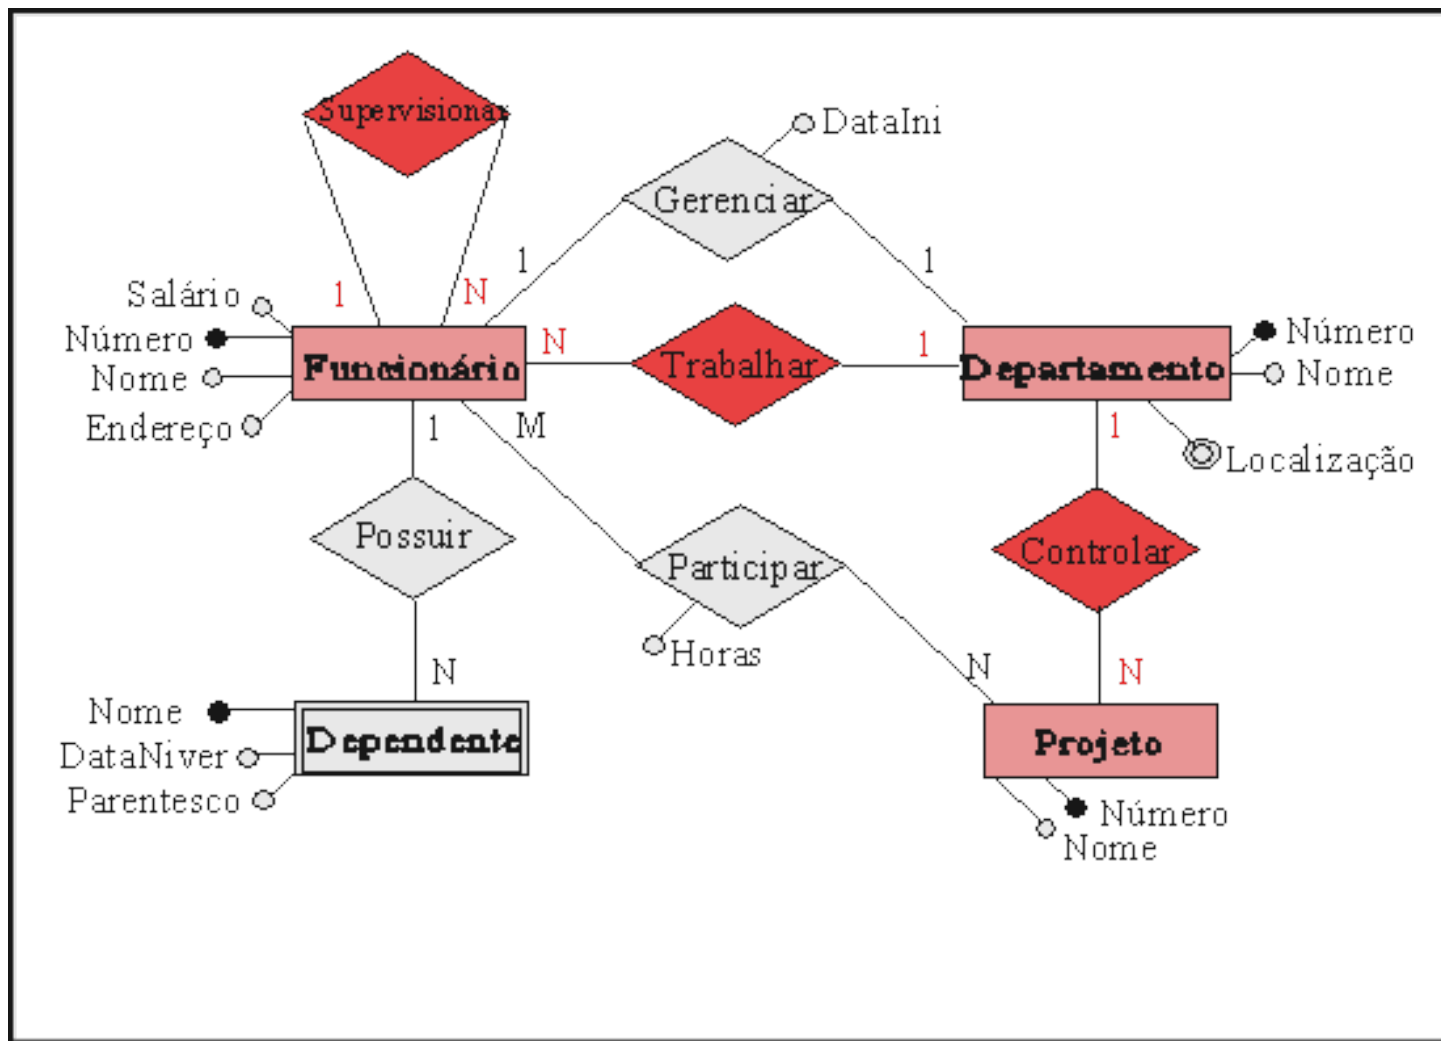 Supervisionar
DataIni
Gerenciar
1
1
Salário
1
N
Número
N
1
Número
Funcionário
Trabalhar
Departamento
Nome
Nome
Endereço
1
M
1
Localização
Possuir
Controlar
Participar
Horas
N
N
N
Nome
Dependente
Projeto
DataNiver
Parentesco
Número
Nome